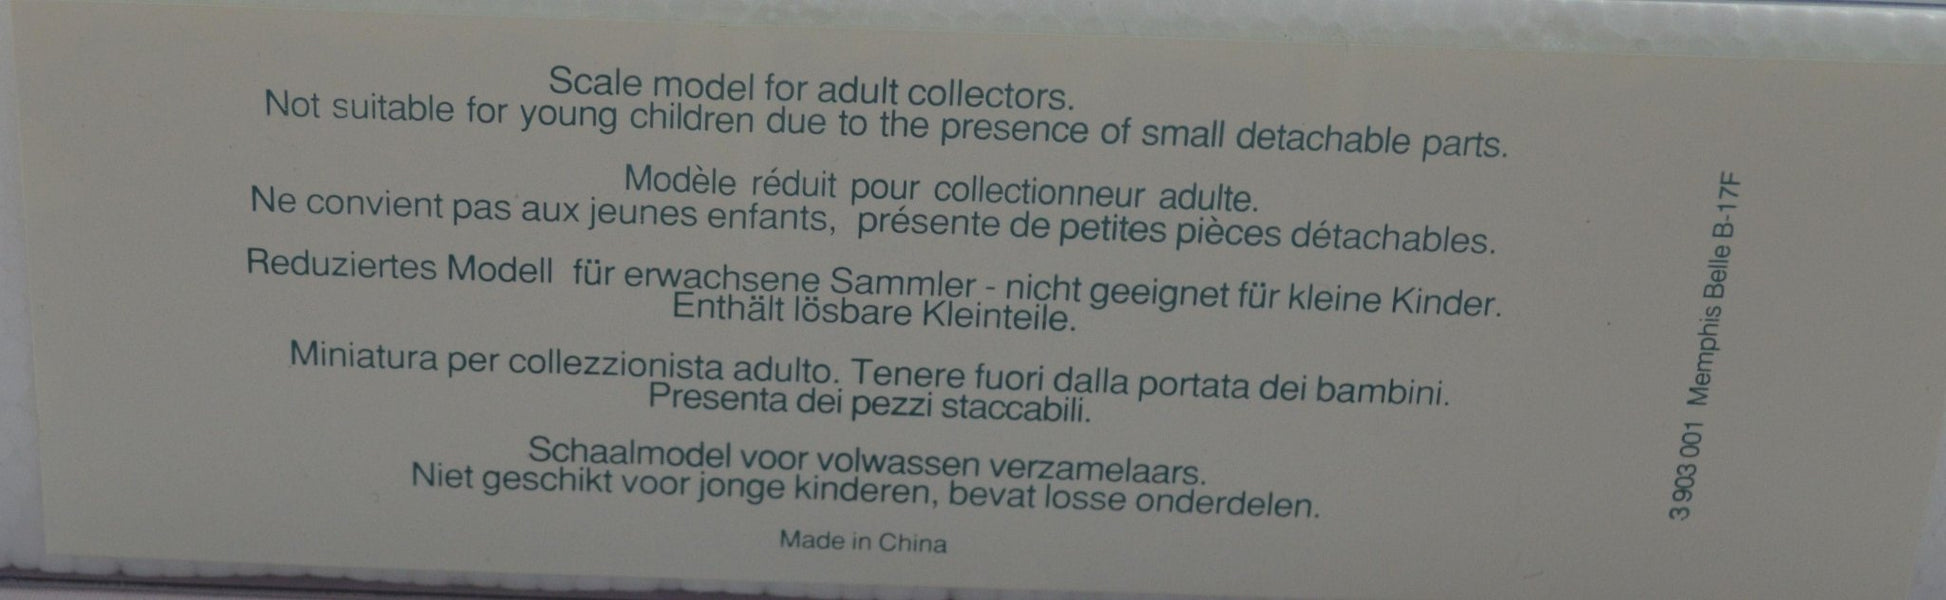 Scale model for adult collectors.
Not suitable for young children due to the presence of small detachable parts.
Modèle réduit pour collectionneur adulte.
Ne convient pas aux jeunes enfants, présente de petites pièces détachables.
Reduziertes Modell für erwachsene Sammler - nicht geeignet für kleine Kinder.
Enthält lösbare Kleinteile.
Miniatura per collezzionista adulto. Tenere fuori dalla portata dei bambini.
Presenta dei pezzi staccabili.
Schaalmodel voor volwassen verzamelaars.
Niet geschikt voor jonge kinderen, bevat losse onderdelen.
Made in China
3 903 001 Memphis Belle B-17F